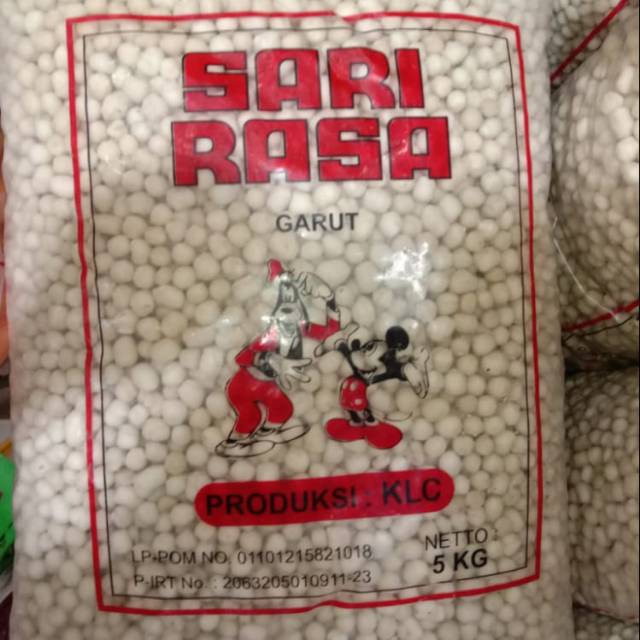 SARI
RASA
GARUT
PRODUKSI : KLC
LP-POM NO. 01101215821018
P-IRT No. : 2063205010911-23
NETTO :
5 KG